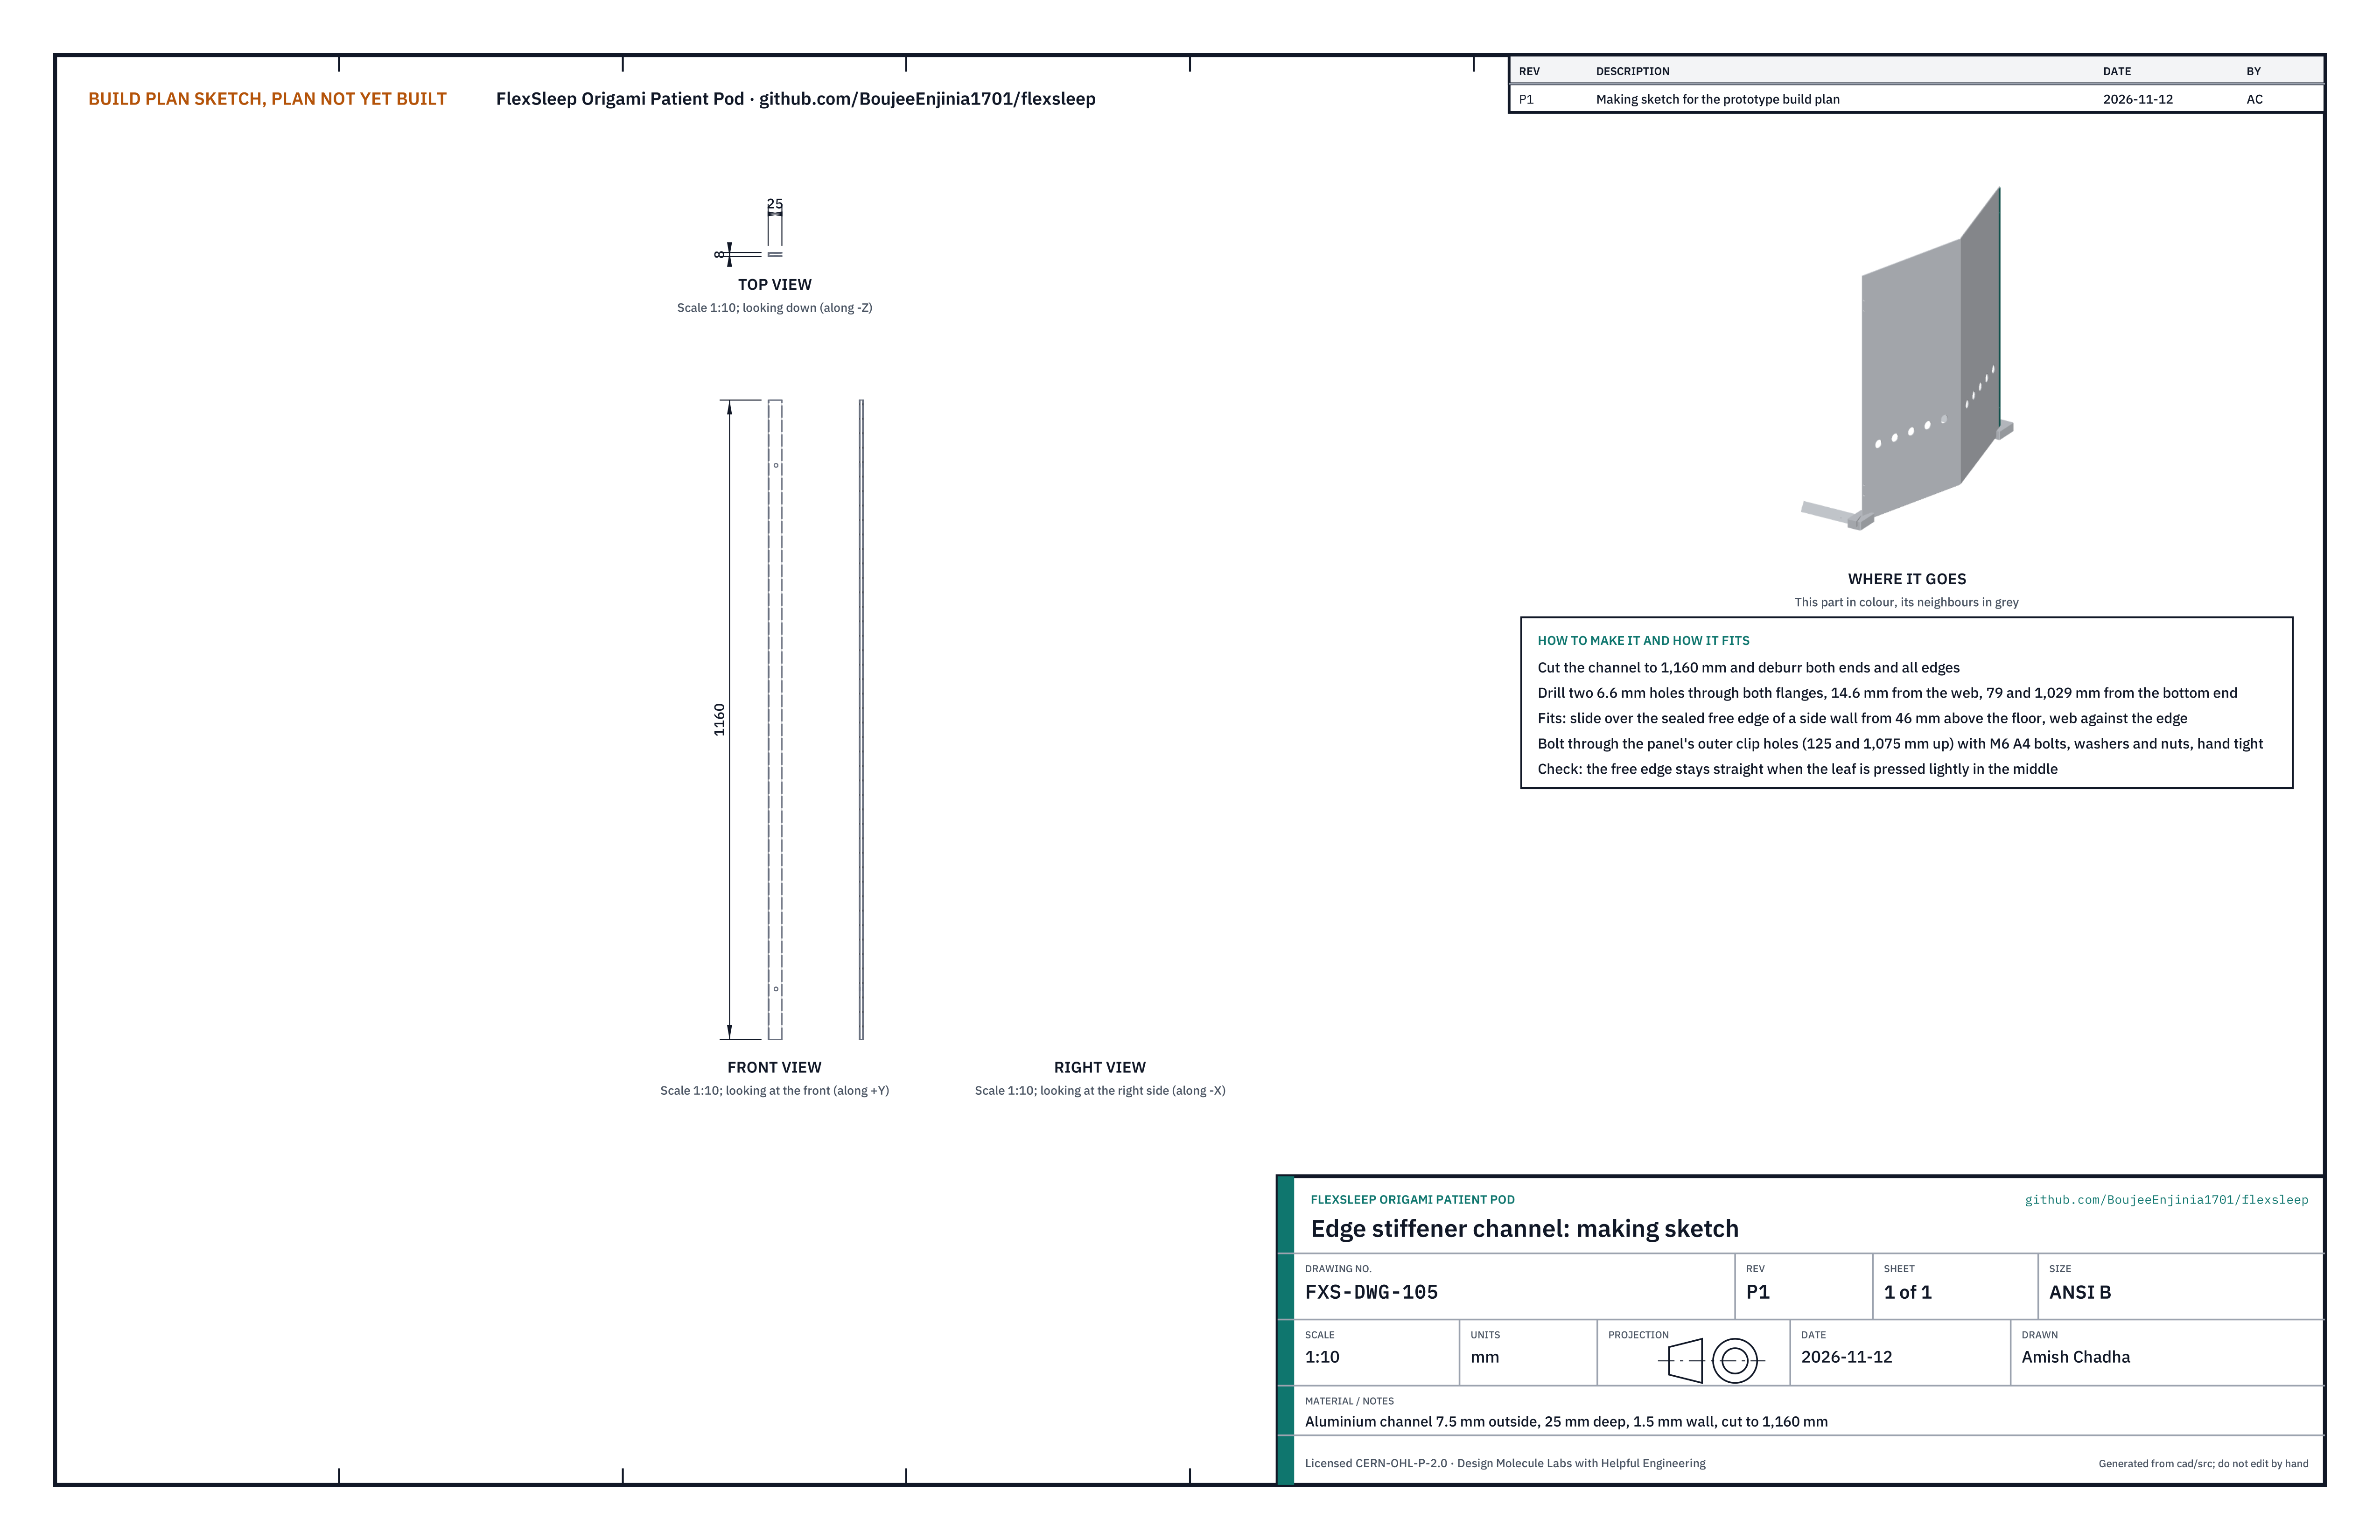 BUILD PLAN SKETCH, PLAN NOT YET BUILT
FlexSleep Origami Patient Pod · github.com/BoujeeEnjinia1701/flexsleep
REV DESCRIPTION DATE BY
P1 Making sketch for the prototype build plan 2026-11-12 AC
25
8
TOP VIEW
Scale 1:10; looking down (along -Z)
1160
FRONT VIEW
Scale 1:10; looking at the front (along +Y)
RIGHT VIEW
Scale 1:10; looking at the right side (along -X)
WHERE IT GOES
This part in colour, its neighbours in grey
HOW TO MAKE IT AND HOW IT FITS
Cut the channel to 1,160 mm and deburr both ends and all edges
Drill two 6.6 mm holes through both flanges, 14.6 mm from the web, 79 and 1,029 mm from the bottom end
Fits: slide over the sealed free edge of a side wall from 46 mm above the floor, web against the edge
Bolt through the panel's outer clip holes (125 and 1,075 mm up) with M6 A4 bolts, washers and nuts, hand tight
Check: the free edge stays straight when the leaf is pressed lightly in the middle
FLEXSLEEP ORIGAMI PATIENT POD
github.com/BoujeeEnjinia1701/flexsleep
Edge stiffener channel: making sketch
DRAWING NO. REV SHEET SIZE
FXS-DWG-105 P1 1 of 1 ANSI B
SCALE UNITS PROJECTION DATE DRAWN
1:10 mm 2026-11-12 Amish Chadha
MATERIAL / NOTES
Aluminium channel 7.5 mm outside, 25 mm deep, 1.5 mm wall, cut to 1,160 mm
Licensed CERN-OHL-P-2.0 · Design Molecule Labs with Helpful Engineering
Generated from cad/src; do not edit by hand